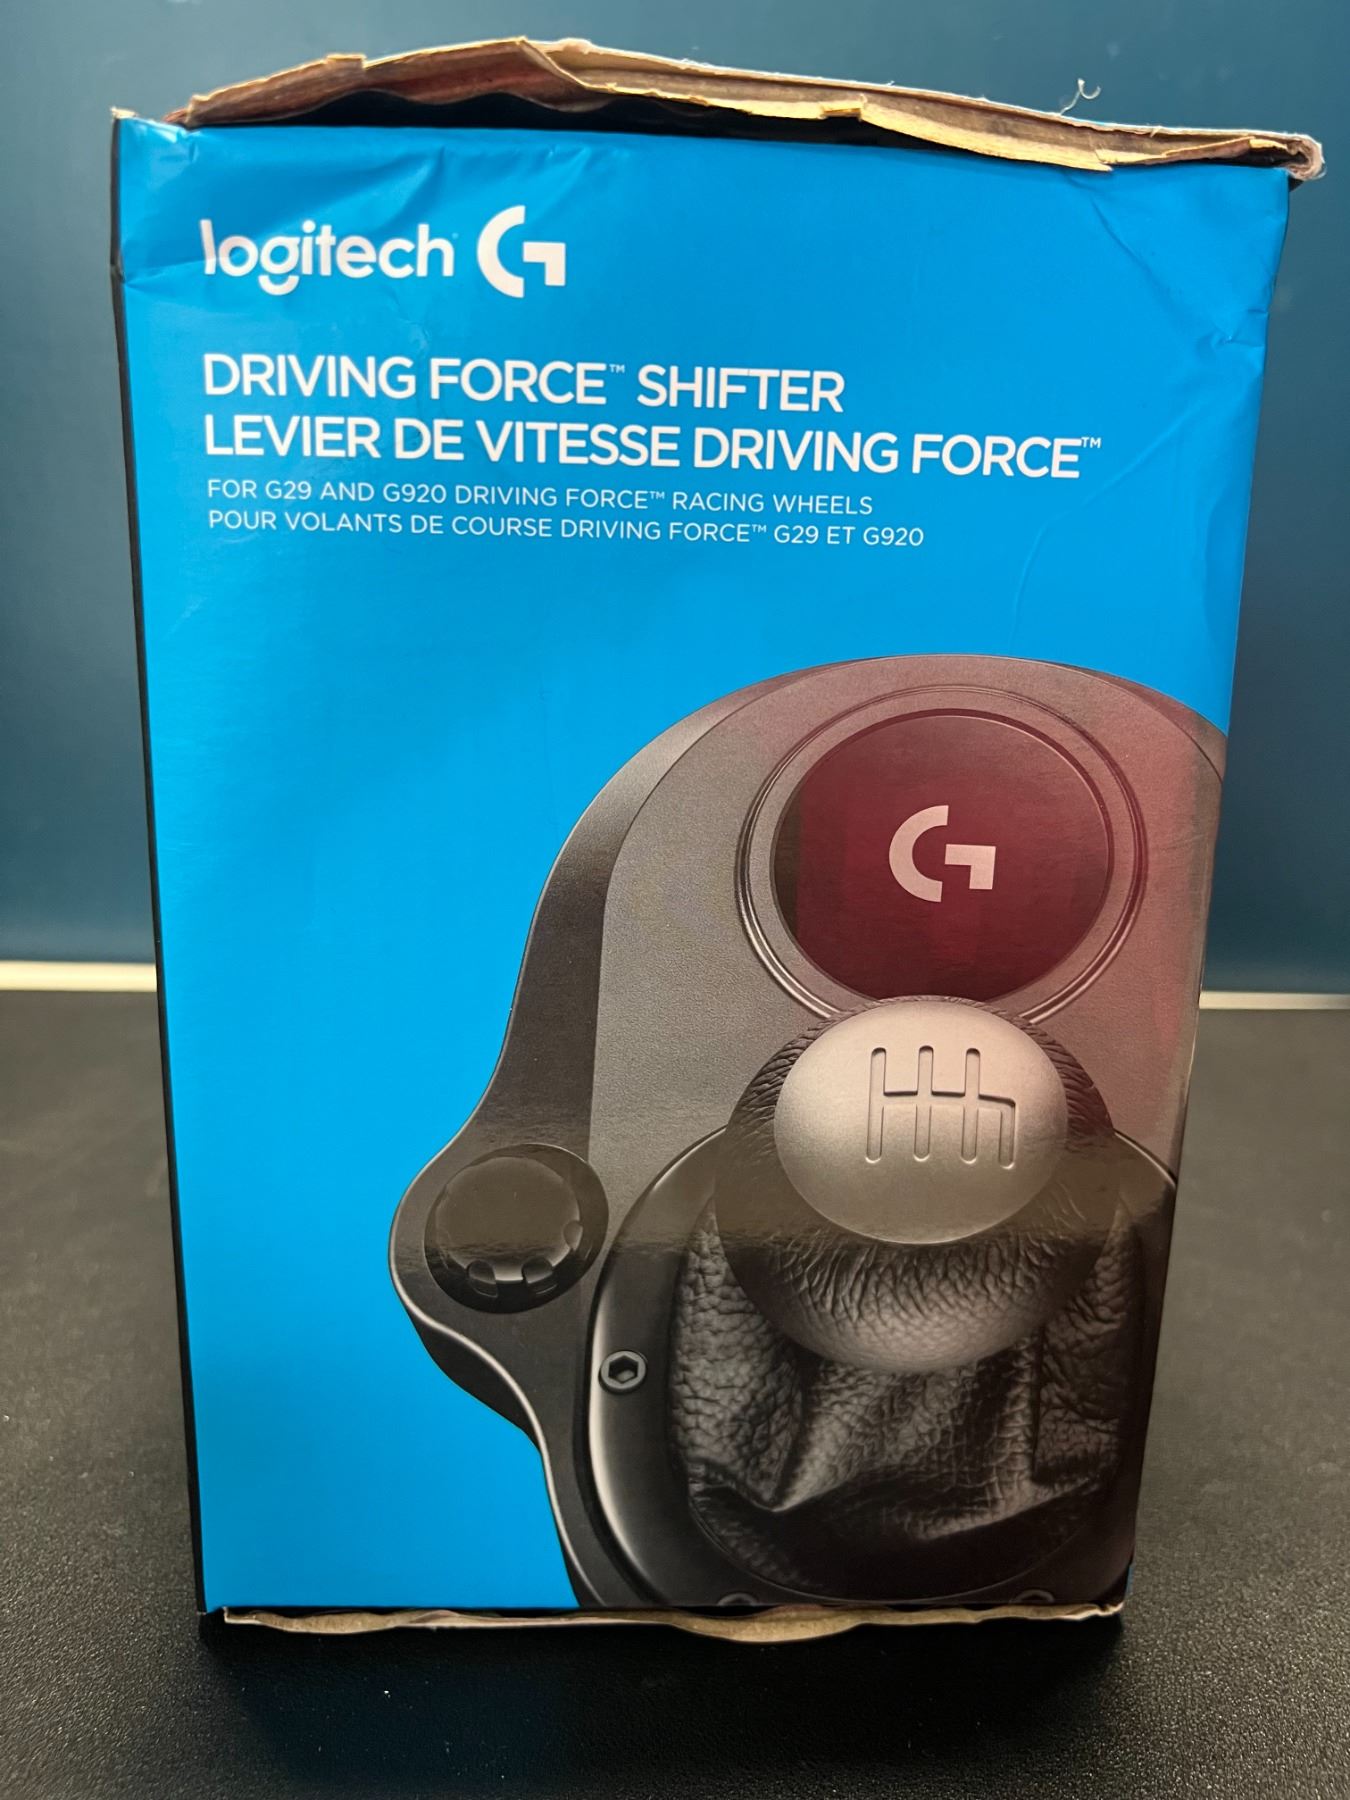 logitech G
DRIVING FORCE™ SHIFTER
LEVIER DE VITESSE DRIVING FORCE™
FOR G29 AND G920 DRIVING FORCE™ RACING WHEELS
POUR VOLANTS DE COURSE DRIVING FORCE™ G29 ET G920
G